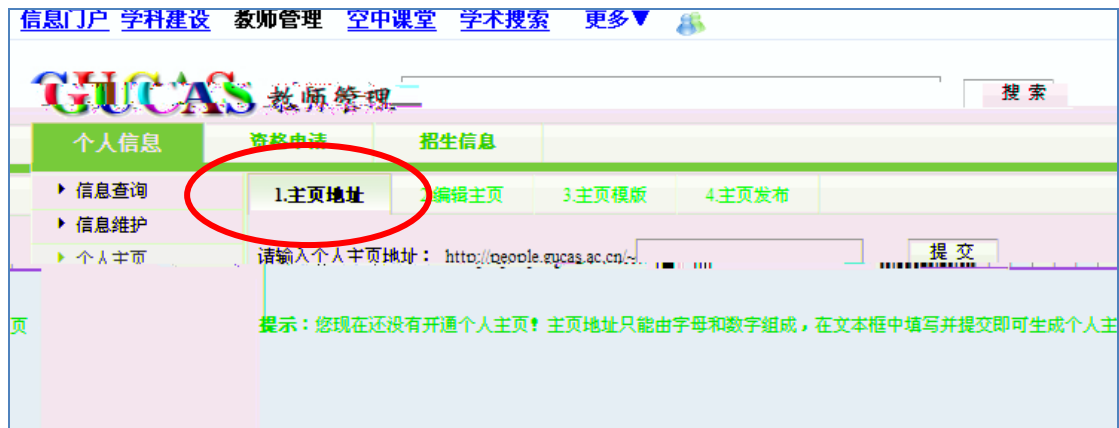 信息门户 学科建设 教师管理 空中课堂 学术搜索 更多▼
GUCAS 教师管理 搜索
个人信息 资格申请 招生信息
信息查询 1.主页地址 2.编辑主页 3.主页模版 4.主页发布
信息维护
个人主页 请输入个人主页地址： http://people.gucas.ac.cn/~ 提交
提示：您现在还没有开通个人主页！主页地址只能由字母和数字组成，在文本框中填写并提交即可生成个人主
页